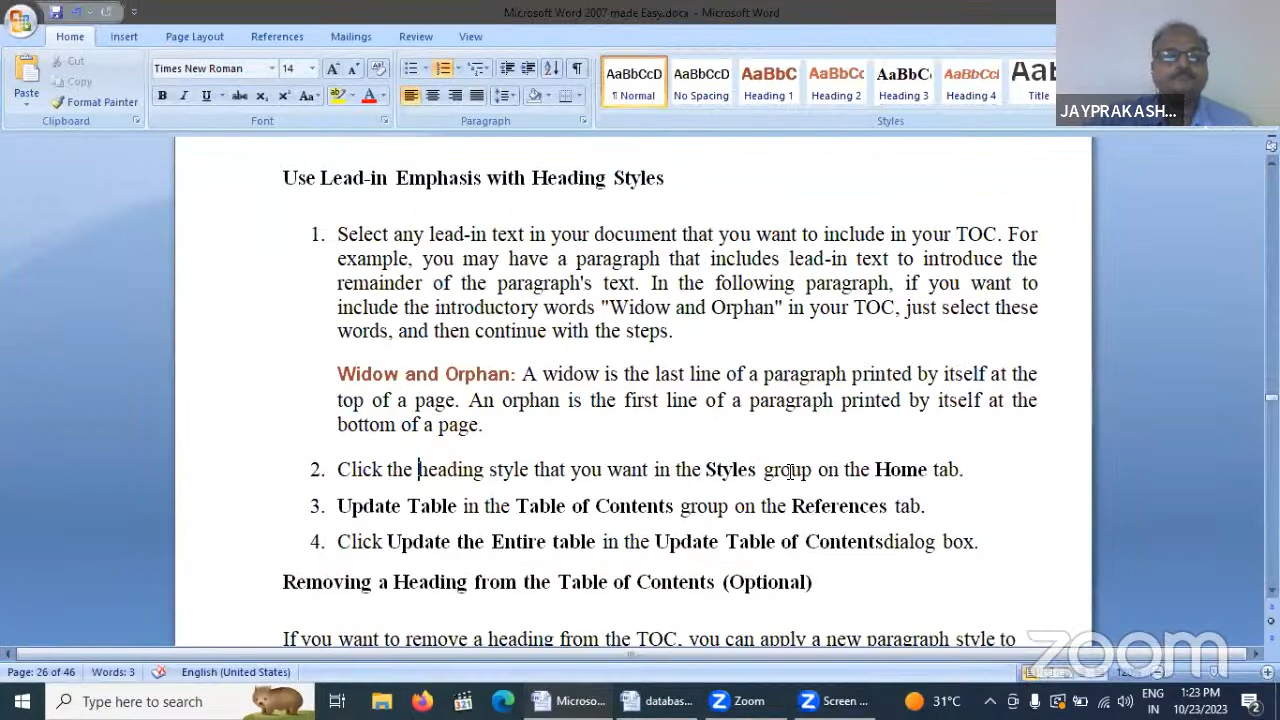 Microsoft Word 2007 made Easy.docx - Microsoft Word
Home Insert Page Layout References Mailings Review View
Paste
Cut
Copy
Format Painter
Clipboard
Times New Roman 14
B I U abc X₂ X² Aa
Font
Paragraph
AaBbCcD AaBbCcD AaBbC AaBbCc AaBbC AaBbCcI AaB
¶ Normal No Spacing Heading 1 Heading 2 Heading 3 Heading 4 Title
Styles
JAYPRAKASH...
Use Lead-in Emphasis with Heading Styles
1. Select any lead-in text in your document that you want to include in your TOC. For
example, you may have a paragraph that includes lead-in text to introduce the
remainder of the paragraph's text. In the following paragraph, if you want to
include the introductory words "Widow and Orphan" in your TOC, just select these
words, and then continue with the steps.
Widow and Orphan: A widow is the last line of a paragraph printed by itself at the
top of a page. An orphan is the first line of a paragraph printed by itself at the
bottom of a page.
2. Click the heading style that you want in the Styles group on the Home tab.
3. Update Table in the Table of Contents group on the References tab.
4. Click Update the Entire table in the Update Table of Contentsdialog box.
Removing a Heading from the Table of Contents (Optional)
If you want to remove a heading from the TOC, you can apply a new paragraph style to
zoom
Page: 26 of 46 Words: 3 English (United States)
Type here to search
Microso... databas... Zoom Screen ... 31°C
ENG
IN
1:23 PM
10/23/2023
2